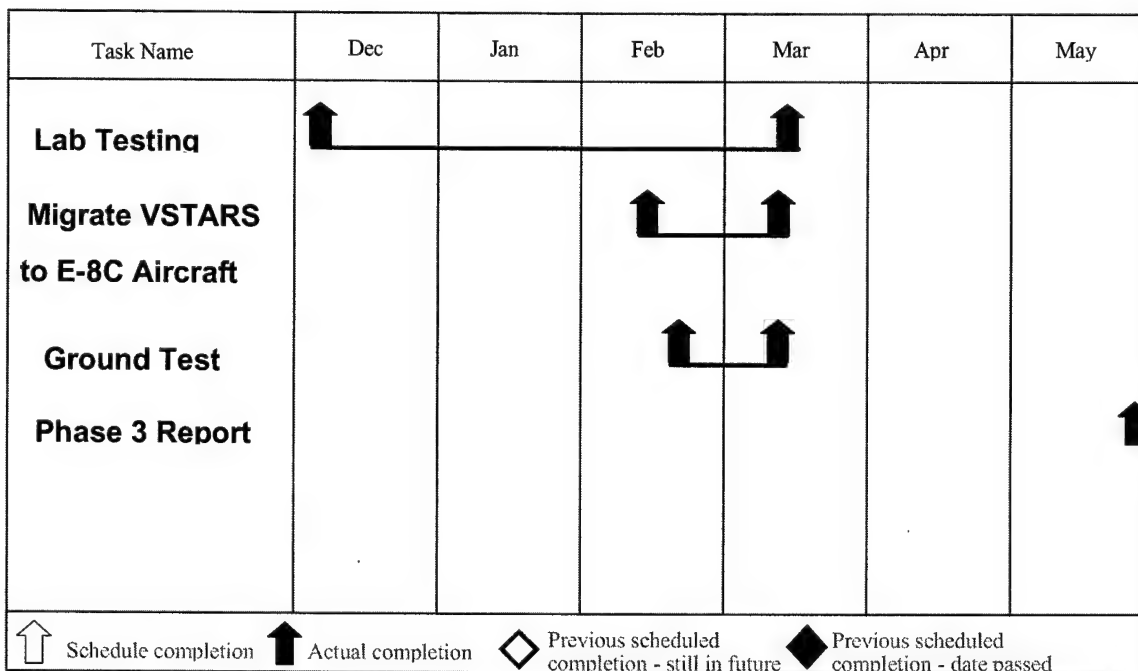 Task Name Dec Jan Feb Mar Apr May
Lab Testing
Migrate VSTARS
to E-8C Aircraft
Ground Test
Phase 3 Report
Schedule completion Actual completion Previous scheduled completion - still in future Previous scheduled completion - date passed